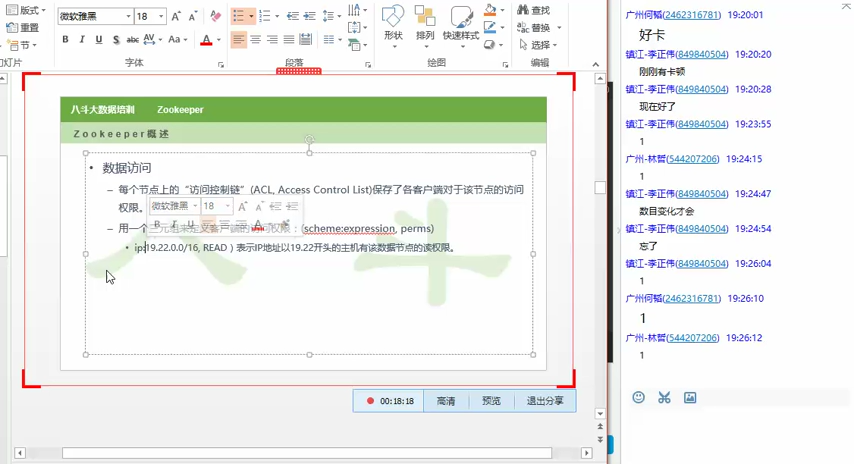 版式
重置
节
微软雅黑
18
B I U S abc AV Aa A
字体
段落
形状
排列
快速样式
绘图
查找
替换
选择
编辑
八斗大数据培训 Zookeeper
Zookeeper概述
• 数据访问
– 每个节点上的“访问控制链”(ACL, Access Control List)保存了各客户端对于该节点的访问
权限。
微软雅黑 18
B I U
– 用一个三元组来定义客户端的访问权限：(scheme:expression, perms)
• ip:19.22.0.0/16, READ ）表示IP地址以19.22开头的主机有该数据节点的读权限。
八 斗
00:18:18 高清 预览 退出分享
广州何韬(2462316781) 19:20:01
好卡
镇江-李正伟(849840504) 19:20:20
刚刚有卡顿
镇江-李正伟(849840504) 19:20:28
现在好了
镇江-李正伟(849840504) 19:23:55
1
广州-林晢(544207206) 19:24:15
1
镇江-李正伟(849840504) 19:24:47
数目变化才会
镇江-李正伟(849840504) 19:24:54
忘了
镇江-李正伟(849840504) 19:26:04
1
广州何韬(2462316781) 19:26:10
1
广州-林晢(544207206) 19:26:12
1